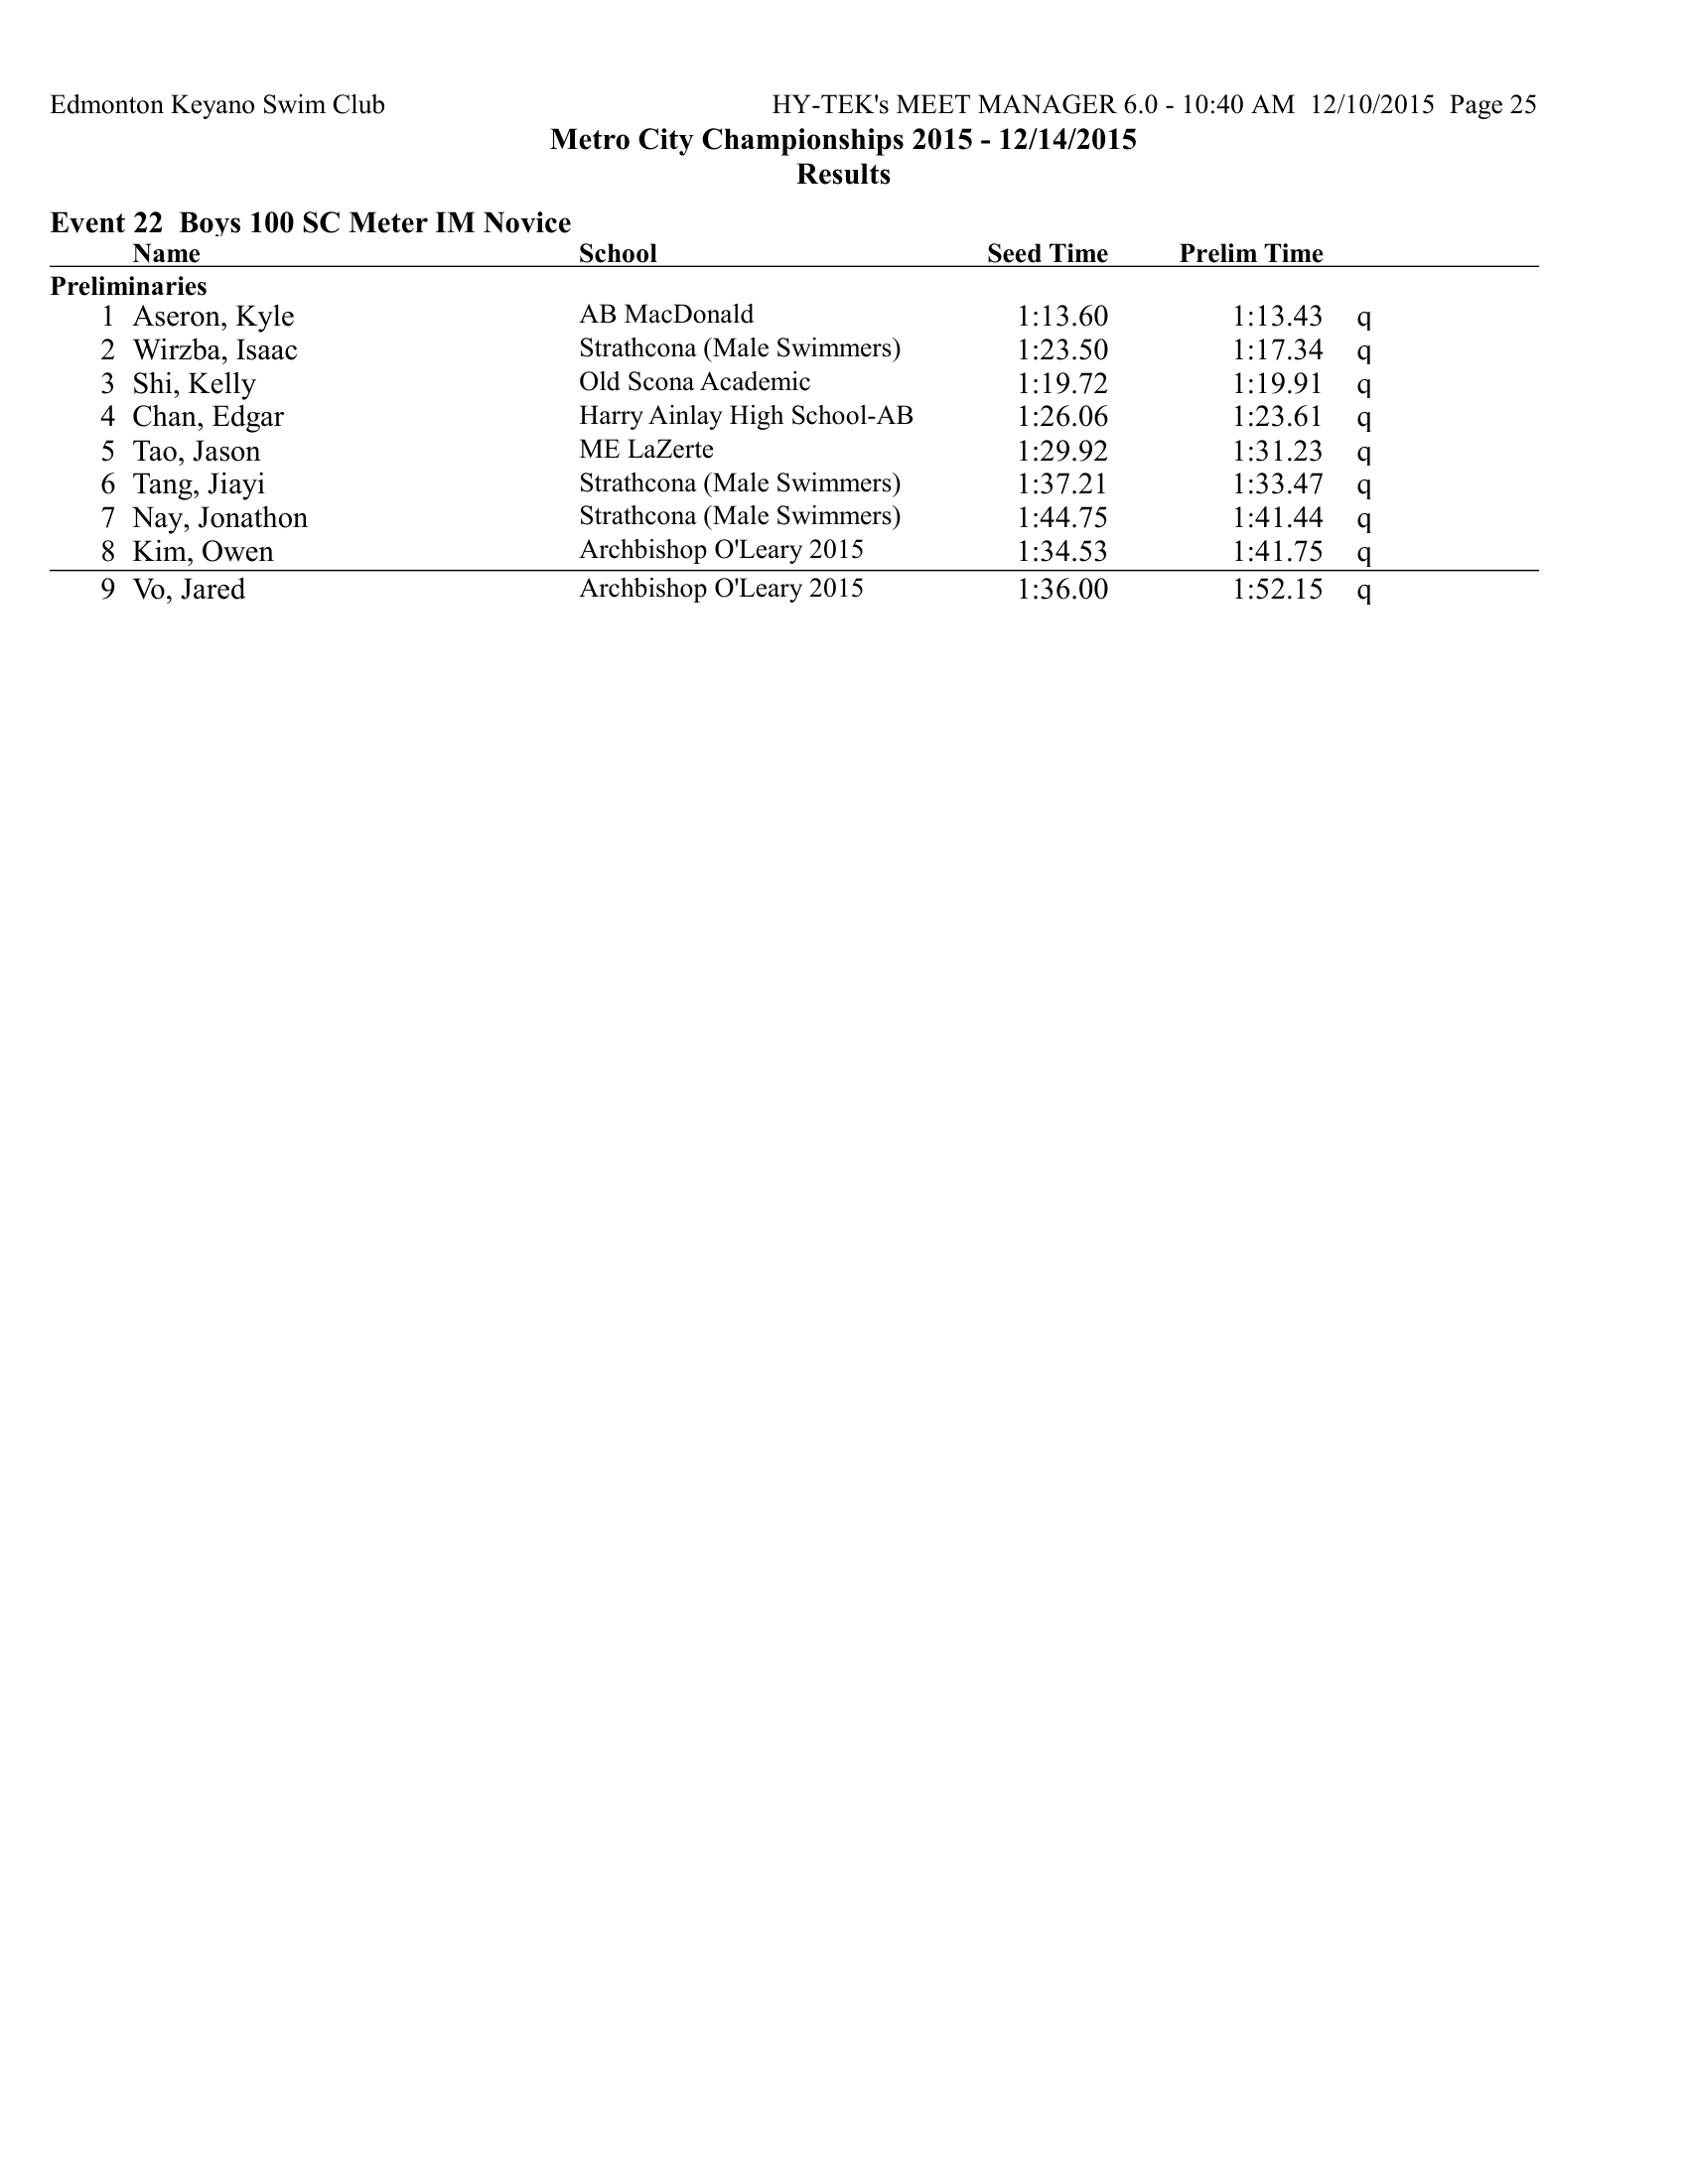 Edmonton Keyano Swim Club HY-TEK's MEET MANAGER 6.0 - 10:40 AM 12/10/2015 Page 25
Metro City Championships 2015 - 12/14/2015
Results
Event 22 Boys 100 SC Meter IM Novice
Name School Seed Time Prelim Time
Preliminaries
1 Aseron, Kyle AB MacDonald 1:13.60 1:13.43 q
2 Wirzba, Isaac Strathcona (Male Swimmers) 1:23.50 1:17.34 q
3 Shi, Kelly Old Scona Academic 1:19.72 1:19.91 q
4 Chan, Edgar Harry Ainlay High School-AB 1:26.06 1:23.61 q
5 Tao, Jason ME LaZerte 1:29.92 1:31.23 q
6 Tang, Jiayi Strathcona (Male Swimmers) 1:37.21 1:33.47 q
7 Nay, Jonathon Strathcona (Male Swimmers) 1:44.75 1:41.44 q
8 Kim, Owen Archbishop O'Leary 2015 1:34.53 1:41.75 q
9 Vo, Jared Archbishop O'Leary 2015 1:36.00 1:52.15 q